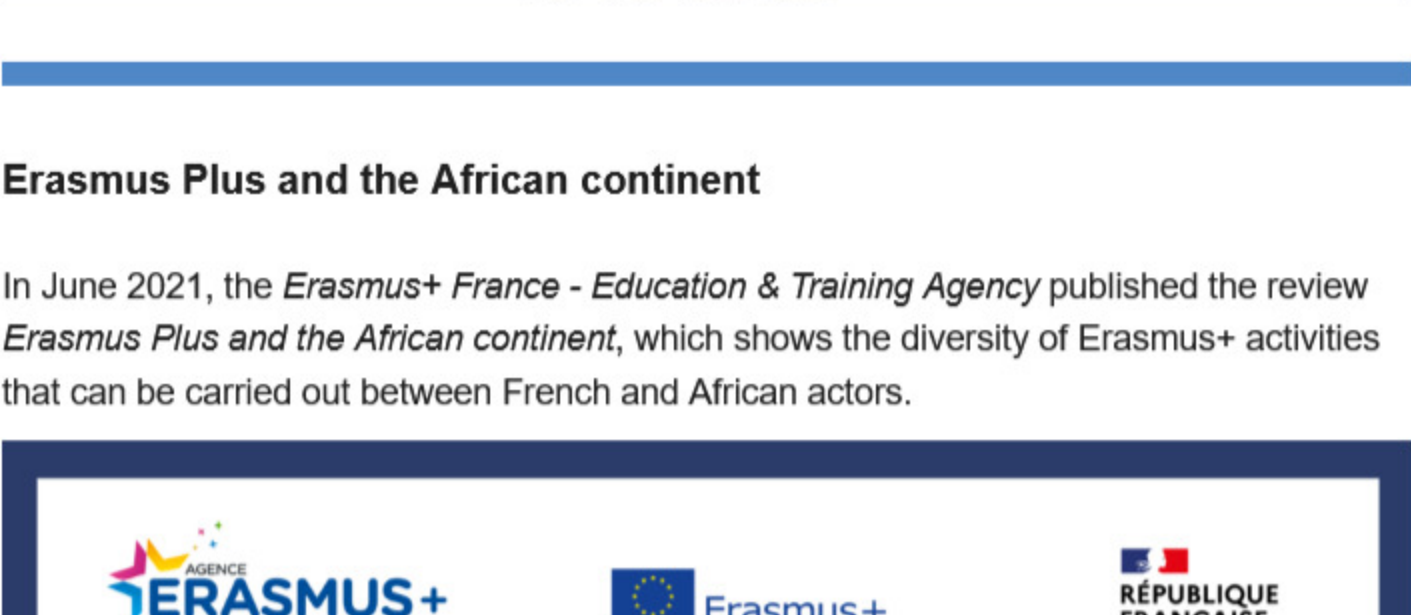 Erasmus Plus and the African continent
In June 2021, the Erasmus+ France - Education & Training Agency published the review
Erasmus Plus and the African continent, which shows the diversity of Erasmus+ activities
that can be carried out between French and African actors.
AGENCE
ERASMUS+
Erasmus+
RÉPUBLIQUE
FRANÇAISE